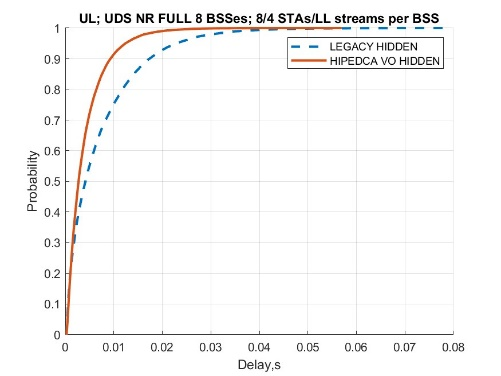 UL; UDS NR FULL 8 BSSes; 8/4 STAs/LL streams per BSS
LEGACY HIDDEN
HIPEDCA VO HIDDEN
Probability
1
0.9
0.8
0.7
0.6
0.5
0.4
0.3
0.2
0.1
0
0 0.01 0.02 0.03 0.04 0.05 0.06 0.07 0.08
Delay,s